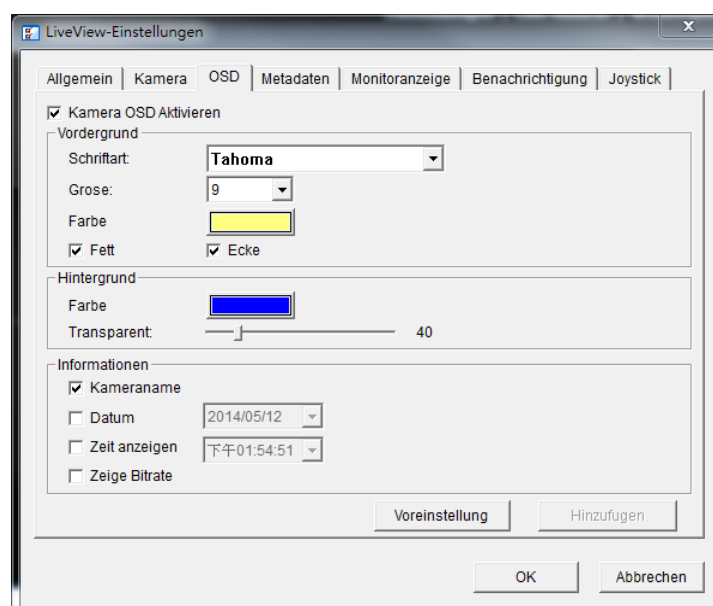 LiveView-Einstellungen
x
Allgemein Kamera OSD Metadaten Monitoranzeige Benachrichtigung Joystick
Kamera OSD Aktivieren
Vordergrund
Schriftart: Tahoma
Grose: 9
Farbe
Fett Ecke
Hintergrund
Farbe
Transparent: 40
Informationen
Kameraname
Datum 2014/05/12
Zeit anzeigen 下午01:54:51
Zeige Bitrate
Voreinstellung Hinzufugen
OK Abbrechen